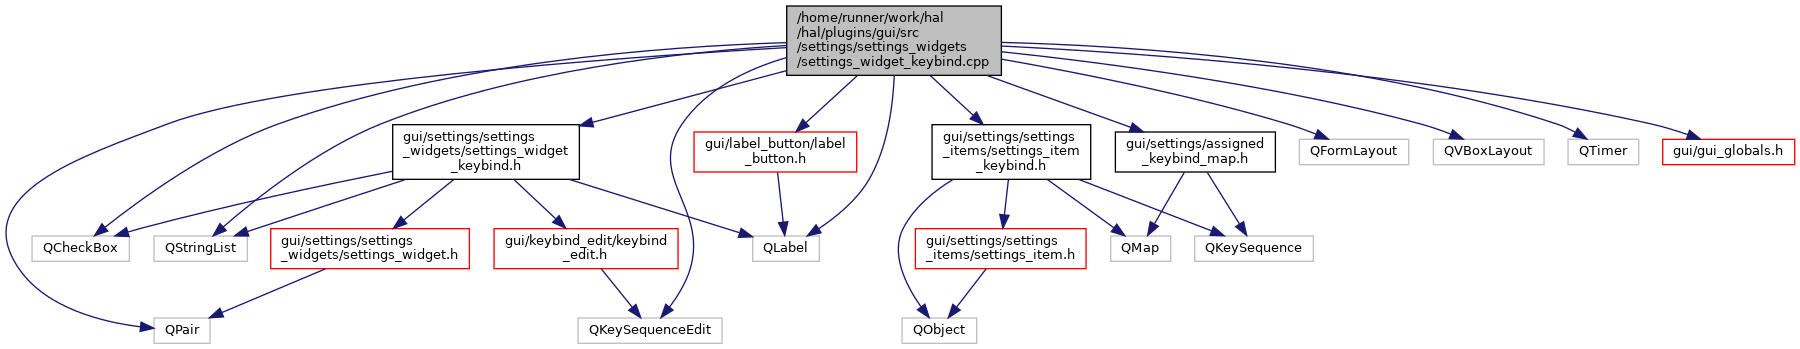 /home/runner/work/hal
/hal/plugins/gui/src
/settings/settings_widgets
/settings_widget_keybind.cpp
gui/settings/settings
_widgets/settings_widget
_keybind.h
gui/label_button/label
_button.h
gui/settings/settings
_items/settings_item
_keybind.h
gui/settings/assigned
_keybind_map.h
QFormLayout
QVBoxLayout
QTimer
gui/gui_globals.h
QCheckBox
QStringList
gui/settings/settings
_widgets/settings_widget.h
gui/keybind_edit/keybind
_edit.h
QLabel
gui/settings/settings
_items/settings_item.h
QMap
QKeySequence
QPair
QKeySequenceEdit
QObject